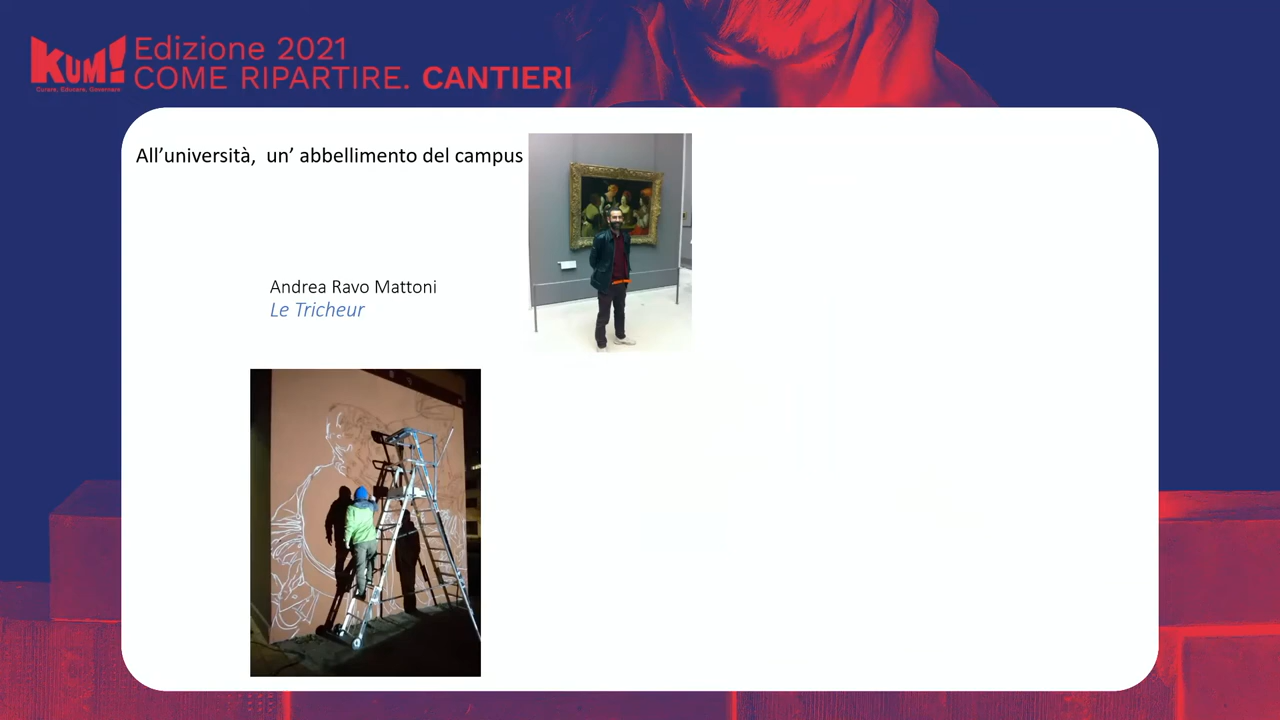 KUM!
Curare, Educare, Governare
Edizione 2021
COME RIPARTIRE. CANTIERI
All’università,  un’ abbellimento del campus
Andrea Ravo Mattoni
Le Tricheur